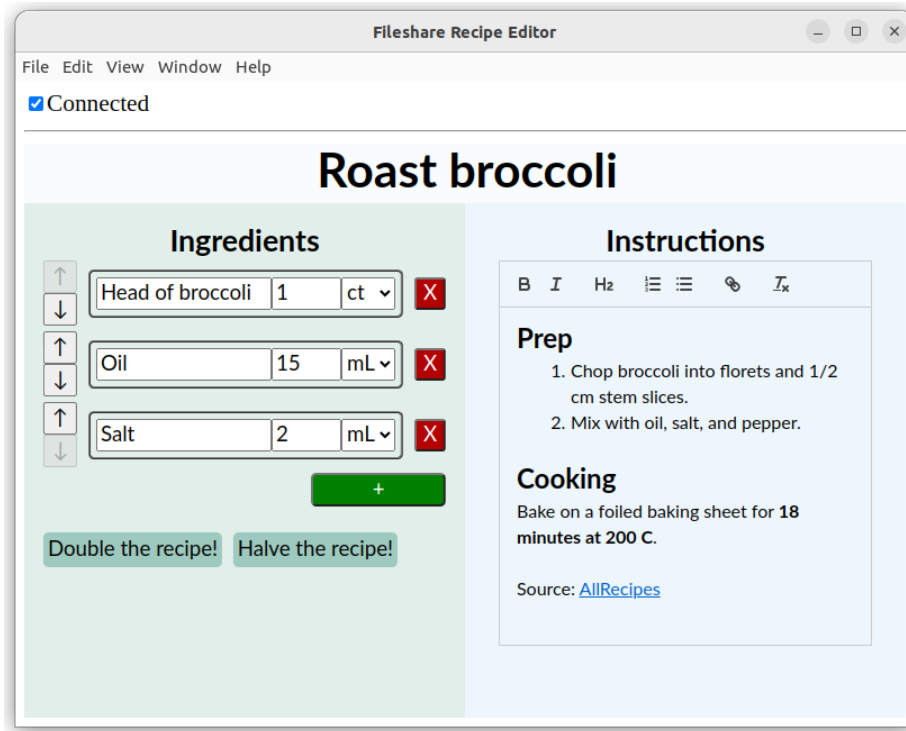 Fileshare Recipe Editor
File Edit View Window Help
Connected
Roast broccoli
Ingredients
↑
↓
Head of broccoli 1 ct X
↑
↓
Oil 15 mL X
↑
↓
Salt 2 mL X
+
Double the recipe! Halve the recipe!
Instructions
B I H2 Tx
Prep
1. Chop broccoli into florets and 1/2
cm stem slices.
2. Mix with oil, salt, and pepper.
Cooking
Bake on a foiled baking sheet for 18
minutes at 200 C.
Source: AllRecipes